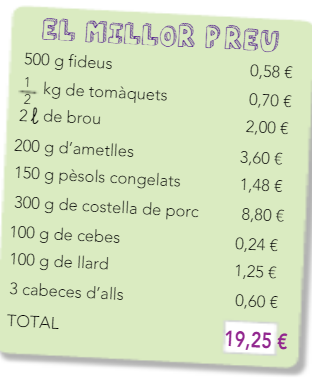 EL MILLOR PREU
500 g fideus 0,58 €
1/2 kg de tomàquets 0,70 €
2 ℓ de brou 2,00 €
200 g d’ametlles 3,60 €
150 g pèsols congelats 1,48 €
300 g de costella de porc 8,80 €
100 g de cebes 0,24 €
100 g de llard 1,25 €
3 cabeces d’alls 0,60 €
TOTAL 19,25 €